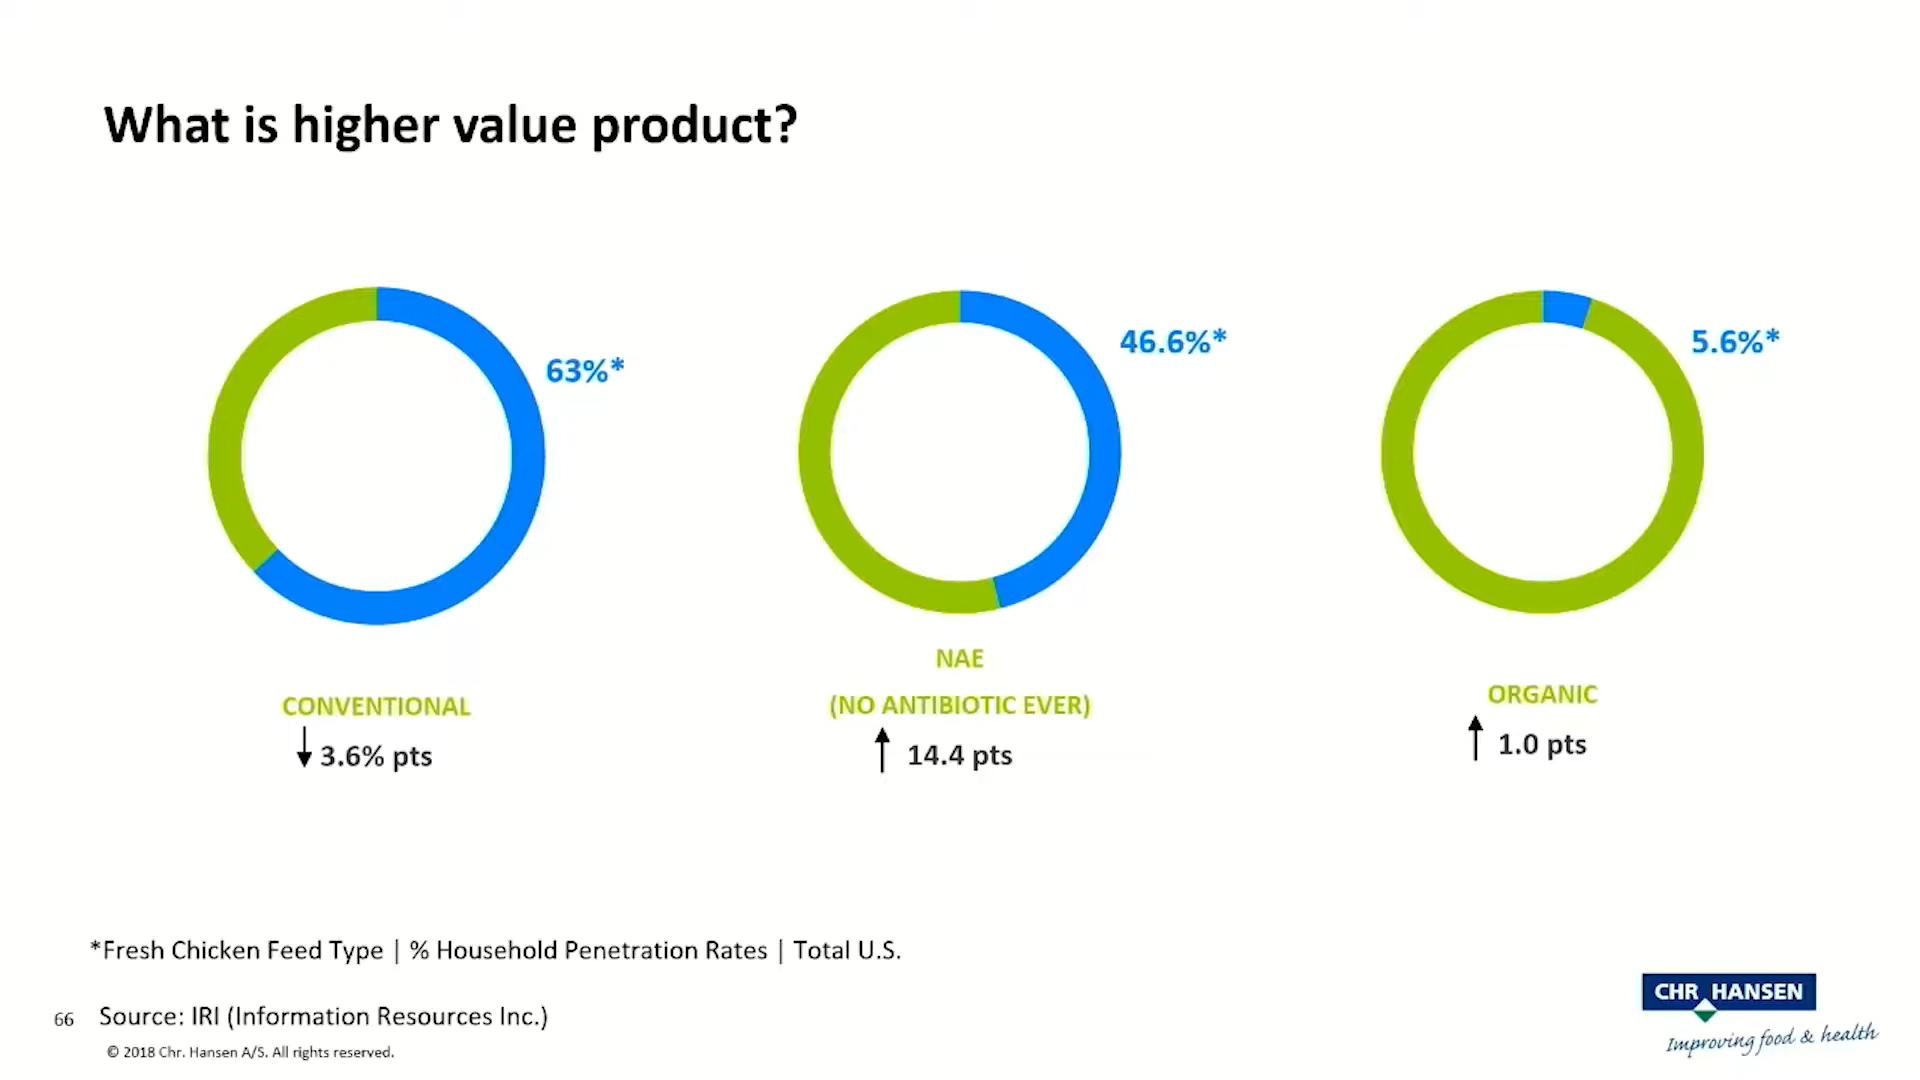 What is higher value product?
63%*
46.6%*
5.6%*
CONVENTIONAL
↓ 3.6% pts
NAE
(NO ANTIBIOTIC EVER)
↑ 14.4 pts
ORGANIC
↑ 1.0 pts
*Fresh Chicken Feed Type | % Household Penetration Rates | Total U.S.
66 Source: IRI (Information Resources Inc.)
© 2018 Chr. Hansen A/S. All rights reserved.
CHR HANSEN
Improving food & health